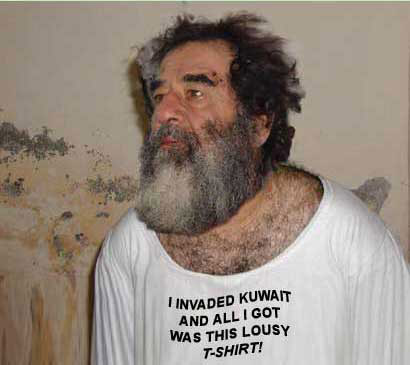 I INVADED KUWAIT
AND ALL I GOT
WAS THIS LOUSY
T-SHIRT!